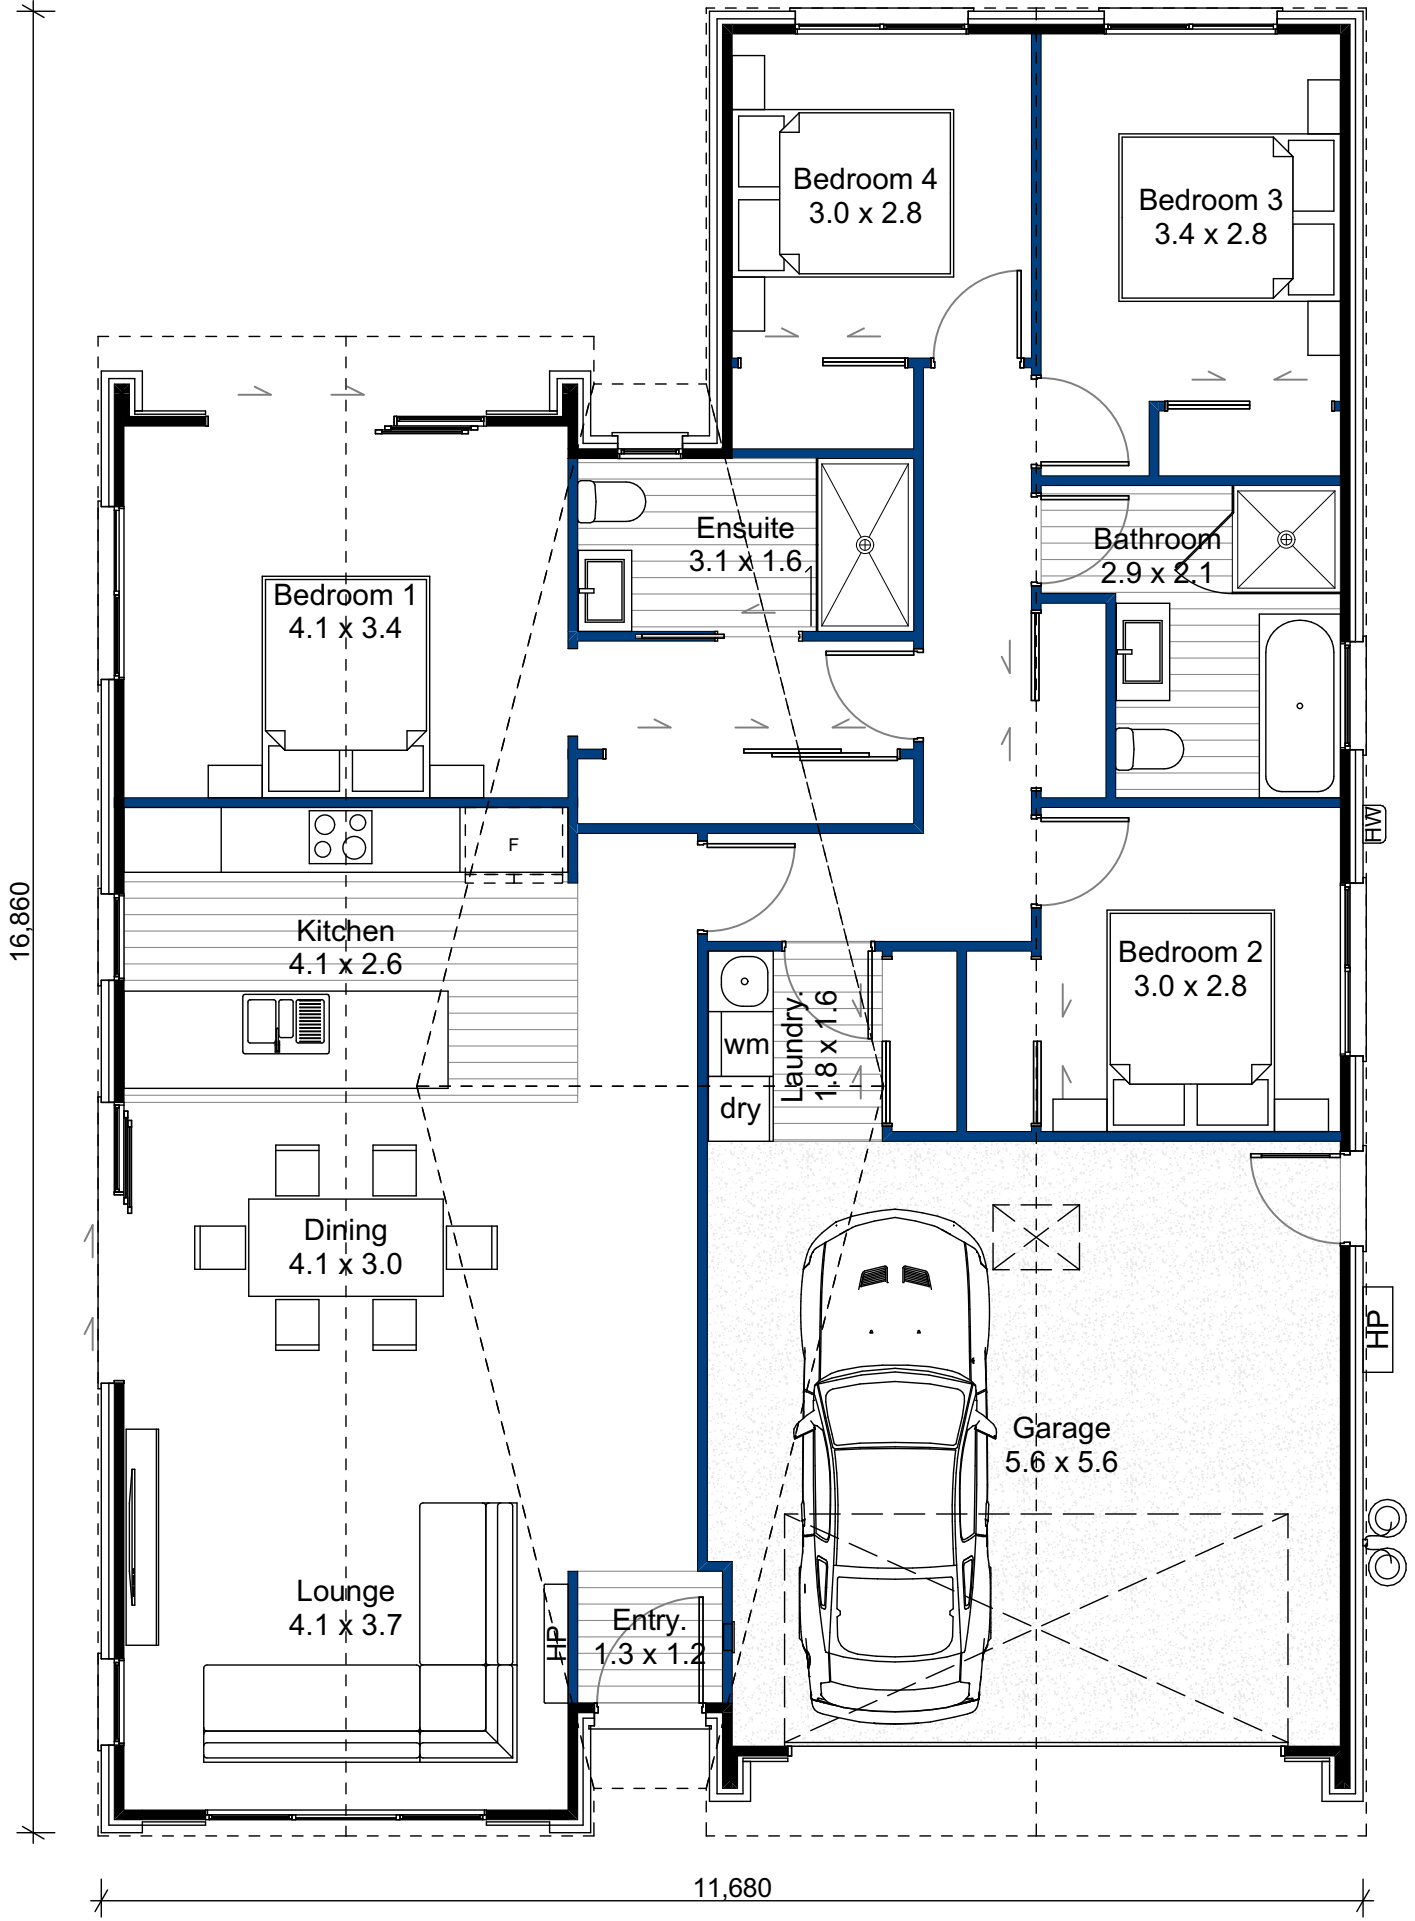 Bedroom 4
3.0 x 2.8
Bedroom 3
3.4 x 2.8
Ensuite
3.1 x 1.6
Bathroom
2.9 x 2.1
Bedroom 1
4.1 x 3.4
HW
F
16,860
Kitchen
4.1 x 2.6
Bedroom 2
3.0 x 2.8
Laundry.
1.8 x 1.6
wm
dry
Dining
4.1 x 3.0
HP
Garage
5.6 x 5.6
Lounge
4.1 x 3.7
HP
Entry.
1.3 x 1.2
11,680